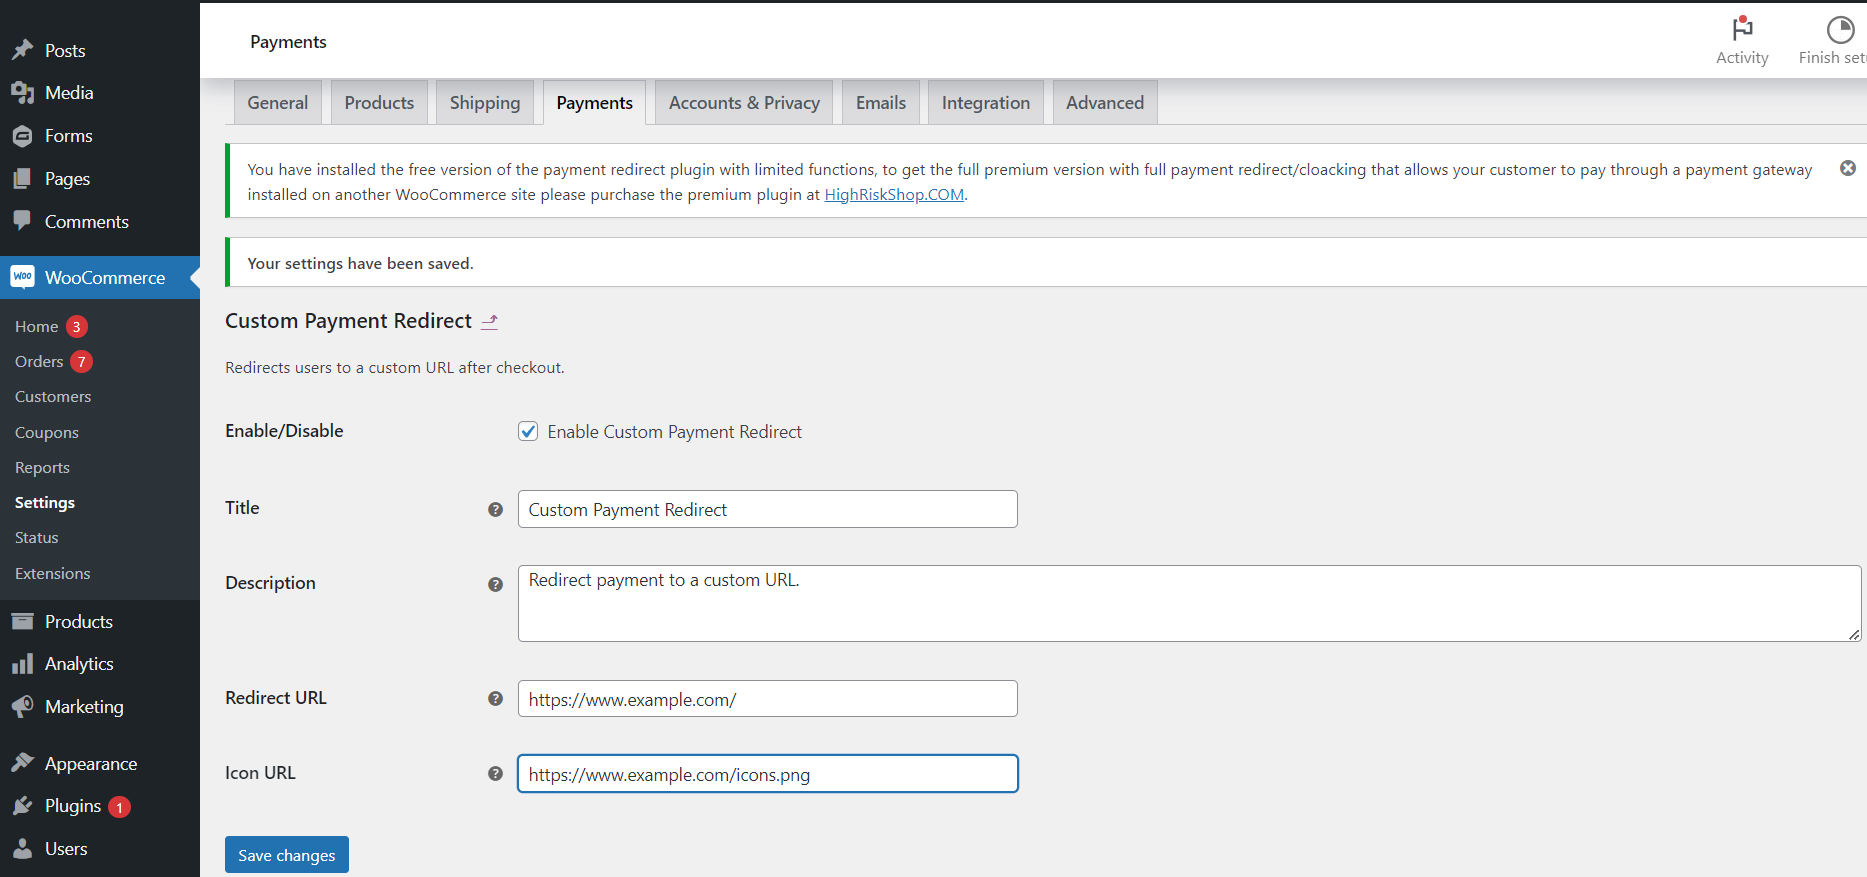 Payments
Activity
Finish set
Posts
Media
Forms
Pages
Comments
WooCommerce
Home 3
Orders 7
Customers
Coupons
Reports
Settings
Status
Extensions
Products
Analytics
Marketing
Appearance
Plugins 1
Users
General
Products
Shipping
Payments
Accounts & Privacy
Emails
Integration
Advanced
You have installed the free version of the payment redirect plugin with limited functions, to get the full premium version with full payment redirect/cloacking that allows your customer to pay through a payment gateway
installed on another WooCommerce site please purchase the premium plugin at HighRiskShop.COM.
Your settings have been saved.
Custom Payment Redirect
Redirects users to a custom URL after checkout.
Enable/Disable
Enable Custom Payment Redirect
Title
Custom Payment Redirect
Description
Redirect payment to a custom URL.
Redirect URL
https://www.example.com/
Icon URL
https://www.example.com/icons.png
Save changes